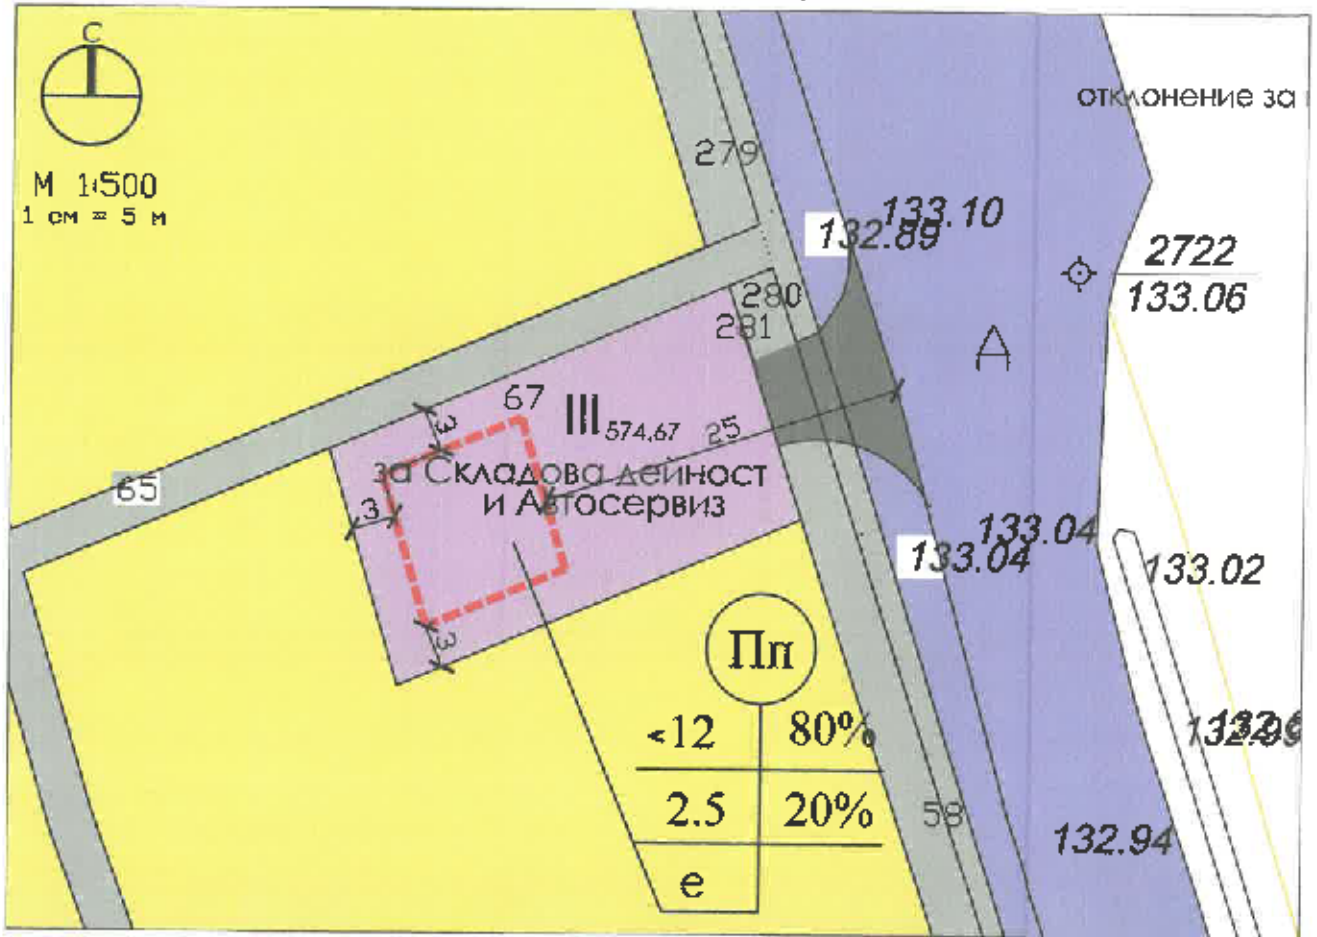 С
М 1:500
1 см = 5 м
отклонение за
279
133.10
132.89
2722
133.06
280
281
А
67
III 574,67
25
3
за Складова дейност
и Автосервиз
65
3
133.04
133.04
133.02
3
Пп
<12 80%
2.5 20%
е
58
132.94